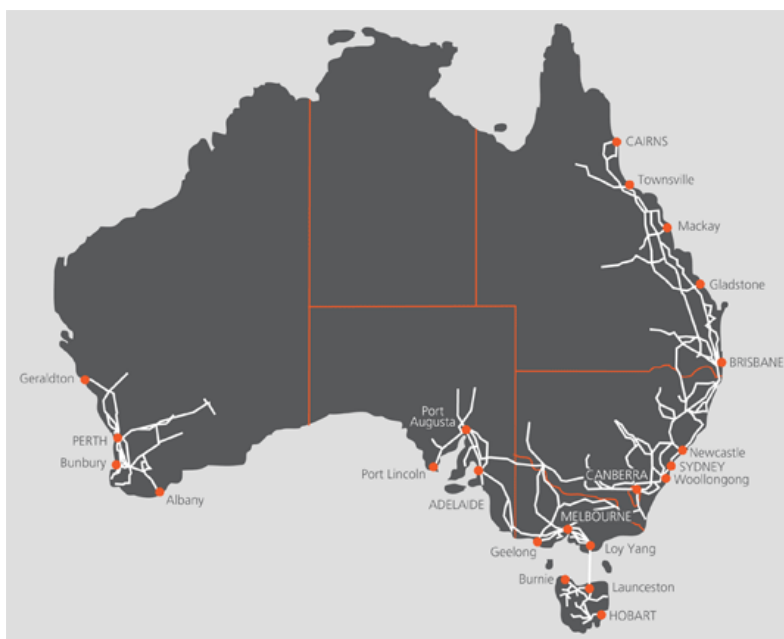 CAIRNS
Townsville
Mackay
Gladstone
BRISBANE
Geraldton
PERTH
Bunbury
Albany
Port
Augusta
Port Lincoln
ADELAIDE
Newcastle
SYDNEY
Woollongong
CANBERRA
MELBOURNE
Geelong
Loy Yang
Burnie
Launceston
HOBART